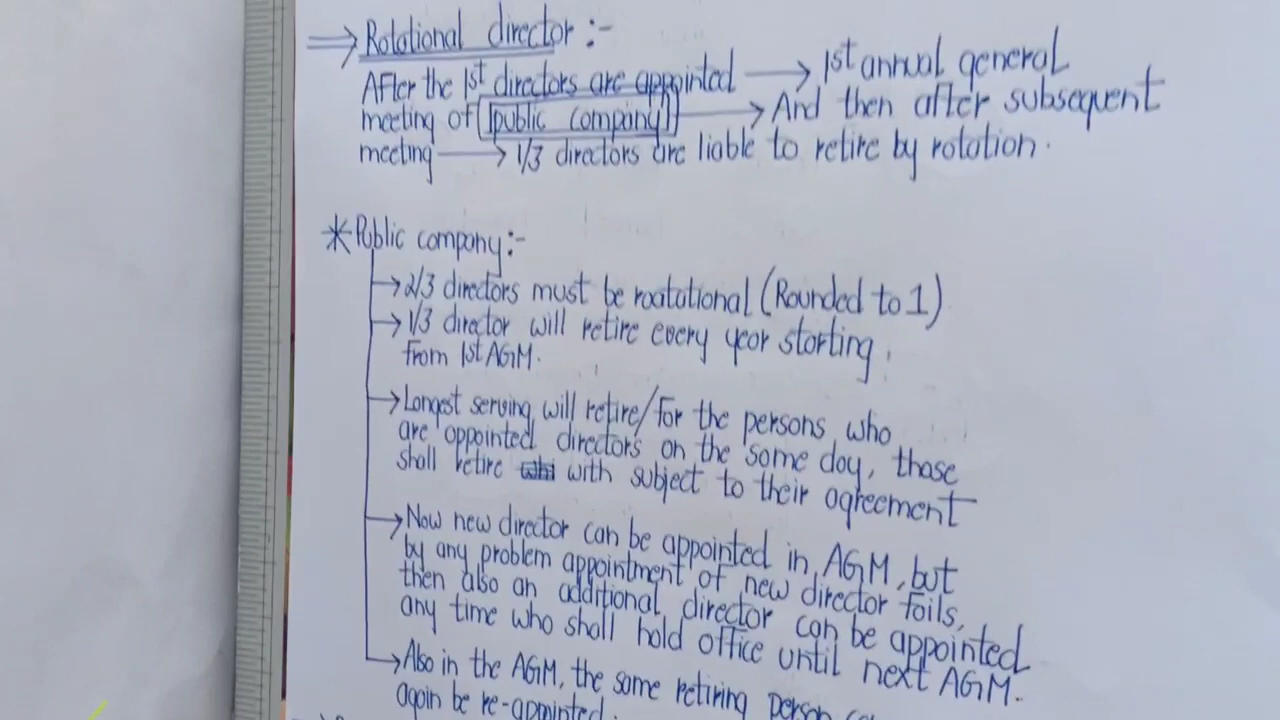 ⇒ Rotational director :-
After the 1st directors are appointed → 1st annual general
meeting of public company → And then after subsequent
meeting → 1/3 directors are liable to retire by rotation.
* Public company:-
→ 2/3 directors must be roatational (Rounded to 1)
→ 1/3 director will retire every year starting
from 1st AGM.
→ Longest serving will retire/for the persons who
are appointed directors on the same day, those
shall retire with subject to their agreement
→ Now new director can be appointed in AGM, but
by any problem appointment of new director foils,
then also an additional director can be appointed
any time who shall hold office until next AGM.
→ Also in the AGM, the same retiring person
again be re-appointed.